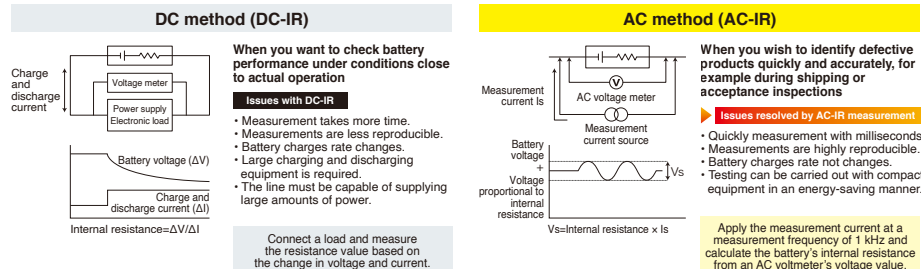 DC method (DC-IR)
Charge
and
discharge
current
Voltage meter
Power supply
Electronic load
Battery voltage (ΔV)
Charge and
discharge current (ΔI)
Internal resistance=ΔV/ΔI
When you want to check battery
performance under conditions close
to actual operation
Issues with DC-IR
• Measurement takes more time.
• Measurements are less reproducible.
• Battery charges rate changes.
• Large charging and discharging
equipment is required.
• The line must be capable of supplying
large amounts of power.
Connect a load and measure
the resistance value based on
the change in voltage and current.
AC method (AC-IR)
Measurement
current Is
V
AC voltage meter
Measurement
current source
Battery
voltage
+
Voltage
proportional to
internal
resistance
Vs
Vs=Internal resistance × Is
When you wish to identify defective
products quickly and accurately, for
example during shipping or
acceptance inspections
Issues resolved by AC-IR measurement
• Quickly measurement with milliseconds
• Measurements are highly reproducible.
• Battery charges rate not changes.
• Testing can be carried out with compact
equipment in an energy-saving manner.
Apply the measurement current at a
measurement frequency of 1 kHz and
calculate the battery's internal resistance
from an AC voltmeter's voltage value.